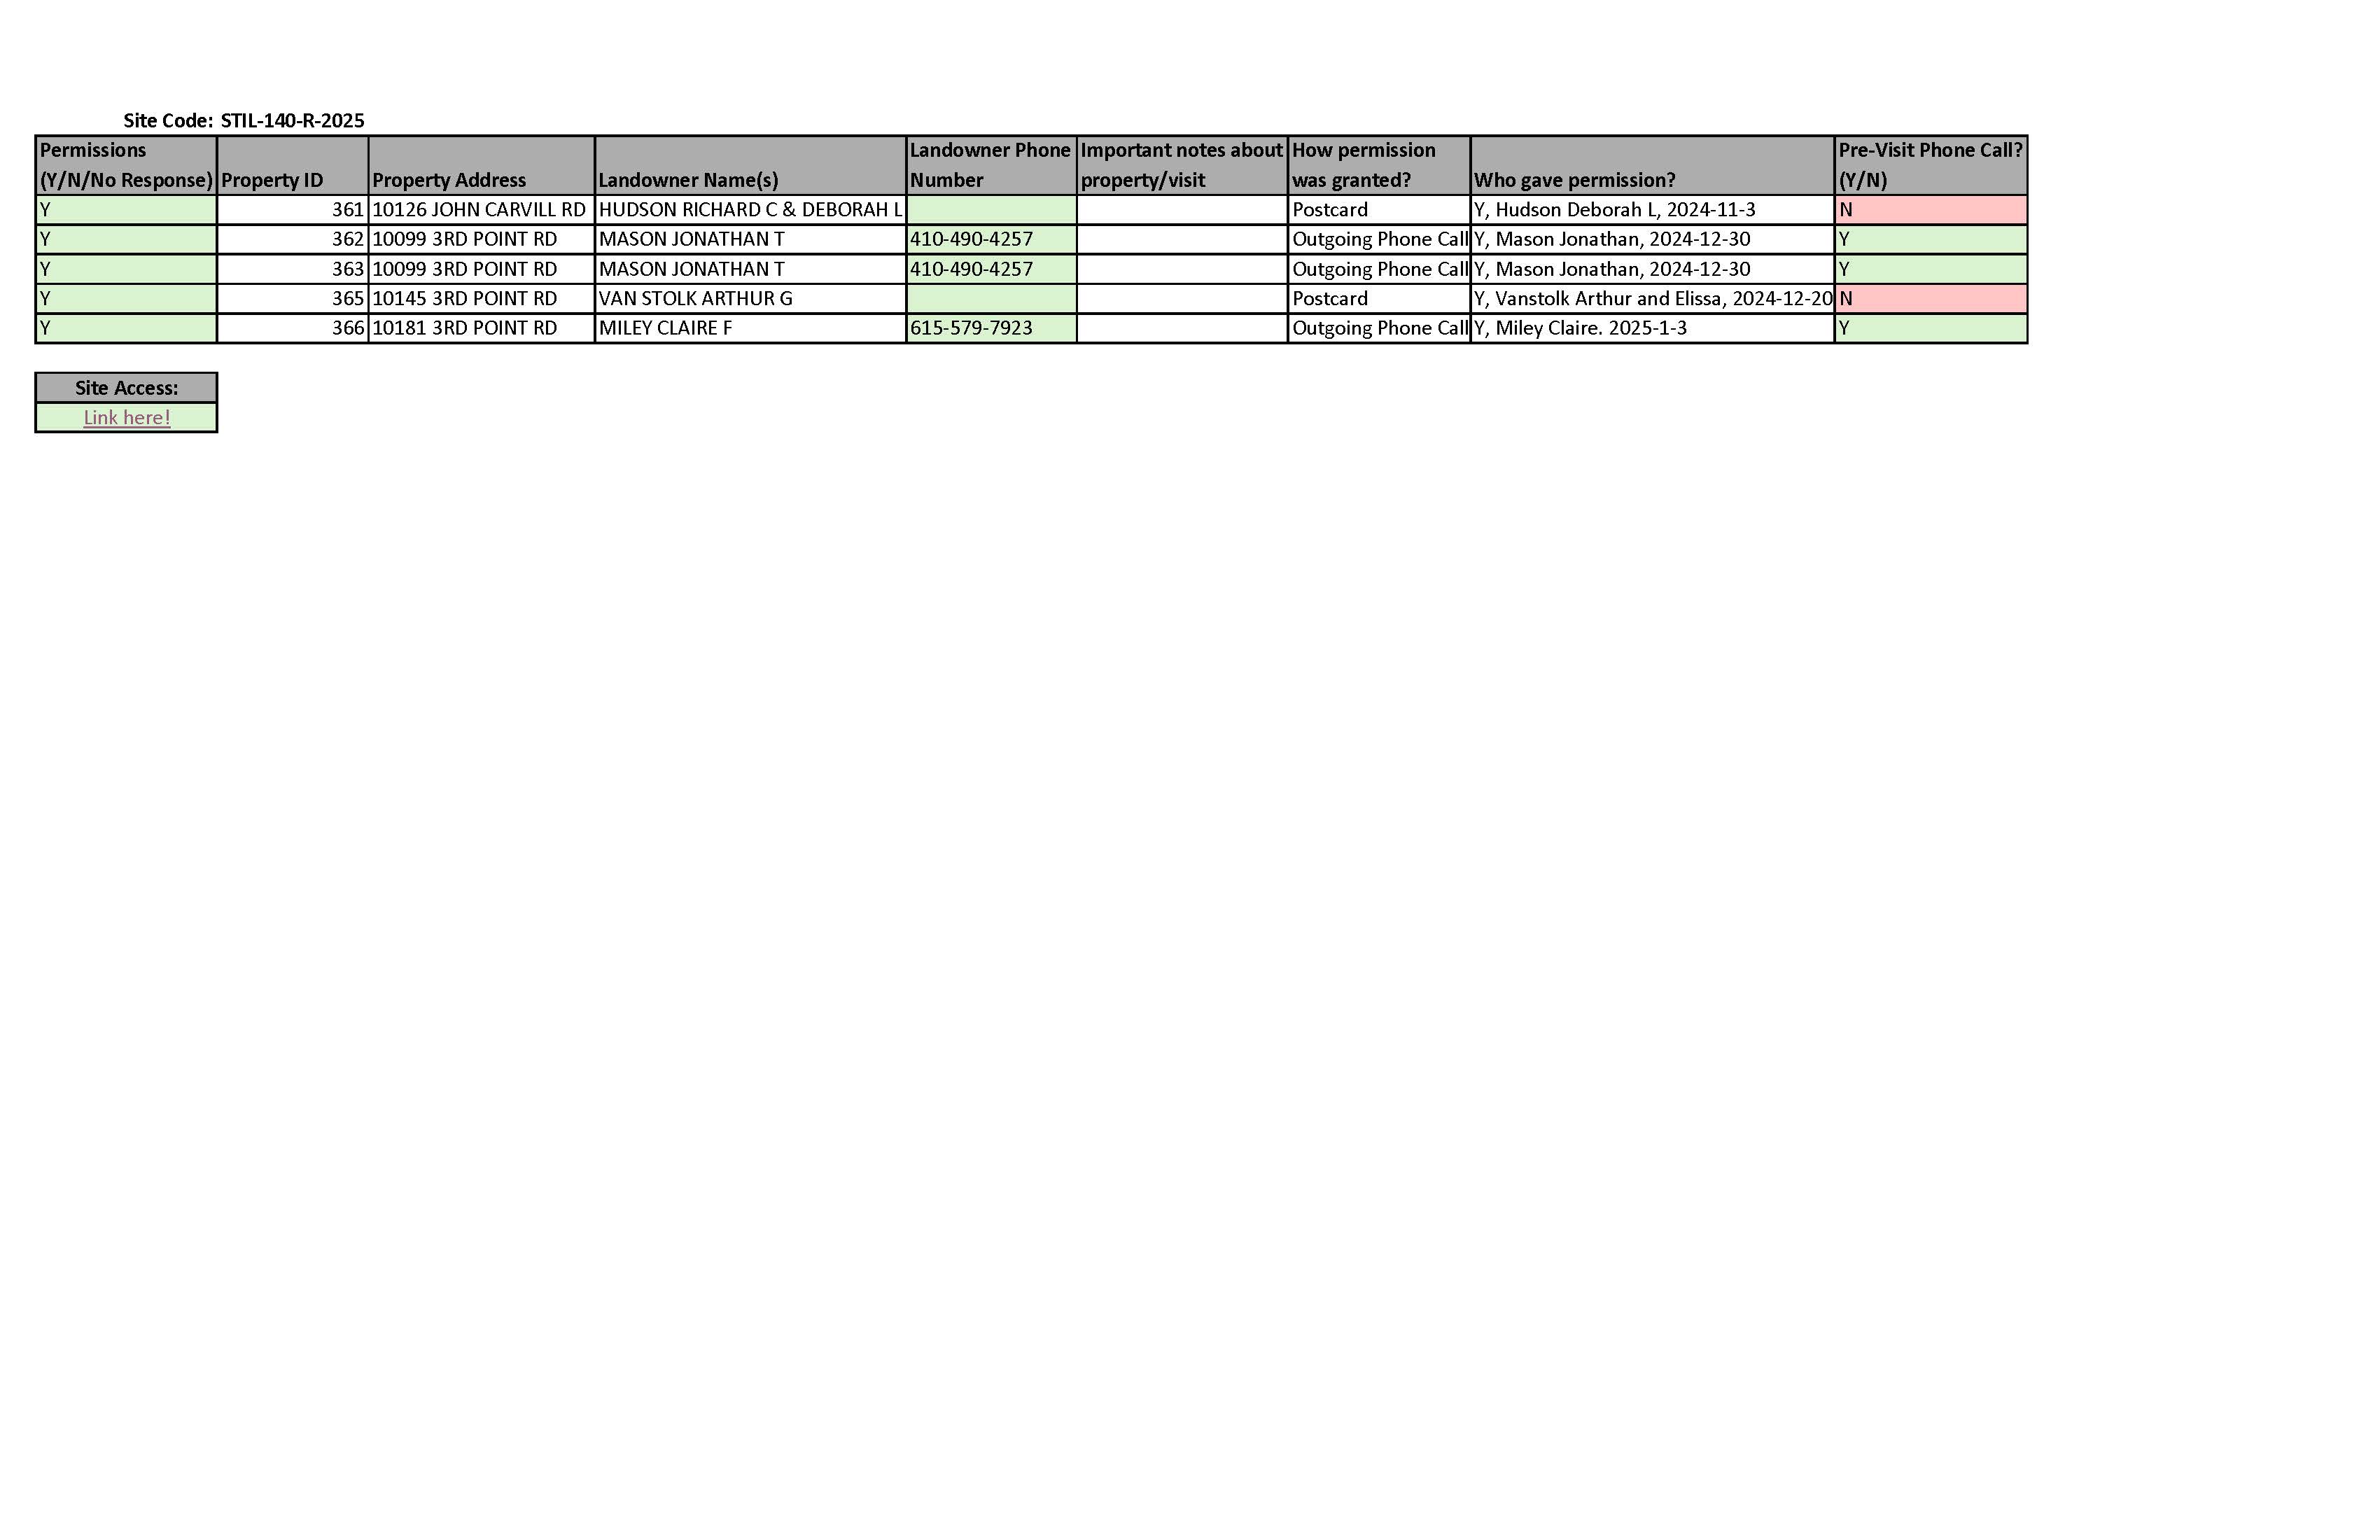 Site Code: STIL-140-R-2025
Permissions (Y/N/No Response) Property ID Property Address Landowner Name(s) Landowner Phone Number Important notes about property/visit How permission was granted? Who gave permission? Pre-Visit Phone Call? (Y/N)
Y 361 10126 JOHN CARVILL RD HUDSON RICHARD C & DEBORAH L Postcard Y, Hudson Deborah L, 2024-11-3 N
Y 362 10099 3RD POINT RD MASON JONATHAN T 410-490-4257 Outgoing Phone Call Y, Mason Jonathan, 2024-12-30 Y
Y 363 10099 3RD POINT RD MASON JONATHAN T 410-490-4257 Outgoing Phone Call Y, Mason Jonathan, 2024-12-30 Y
Y 365 10145 3RD POINT RD VAN STOLK ARTHUR G Postcard Y, Vanstolk Arthur and Elissa, 2024-12-20 N
Y 366 10181 3RD POINT RD MILEY CLAIRE F 615-579-7923 Outgoing Phone Call Y, Miley Claire. 2025-1-3 Y
Site Access:
Link here!